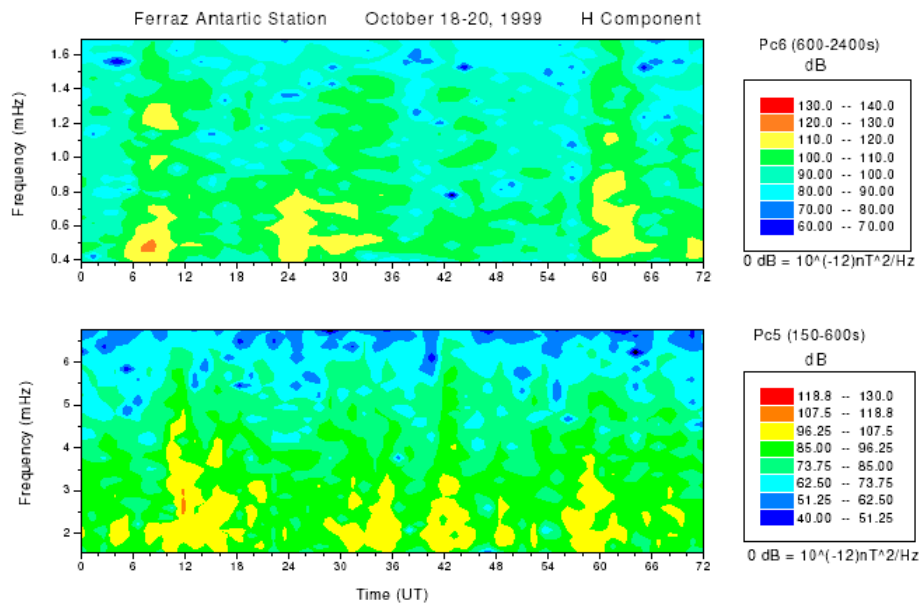 Ferraz Antartic Station October 18-20, 1999 H Component
Frequency (mHz)
1.6
1.4
1.2
1.0
0.8
0.6
0.4
0 6 12 18 24 30 36 42 48 54 60 66 72
Pc6 (600-2400s)
dB
130.0 -- 140.0
120.0 -- 130.0
110.0 -- 120.0
100.0 -- 110.0
90.00 -- 100.0
80.00 -- 90.00
70.00 -- 80.00
60.00 -- 70.00
0 dB = 10^(-12)nT^2/Hz
Frequency (mHz)
6
5
4
3
2
0 6 12 18 24 30 36 42 48 54 60 66 72
Time (UT)
Pc5 (150-600s)
dB
118.8 -- 130.0
107.5 -- 118.8
96.25 -- 107.5
85.00 -- 96.25
73.75 -- 85.00
62.50 -- 73.75
51.25 -- 62.50
40.00 -- 51.25
0 dB = 10^(-12)nT^2/Hz